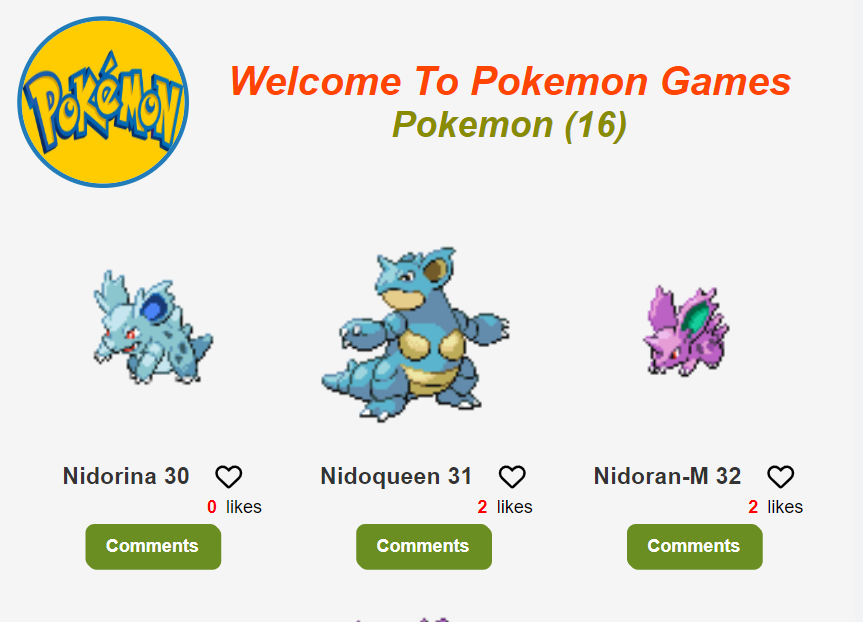 POKéMON
Welcome To Pokemon Games
Pokemon (16)
Nidorina 30
Nidoqueen 31
Nidoran-M 32
0 likes
2 likes
2 likes
Comments
Comments
Comments